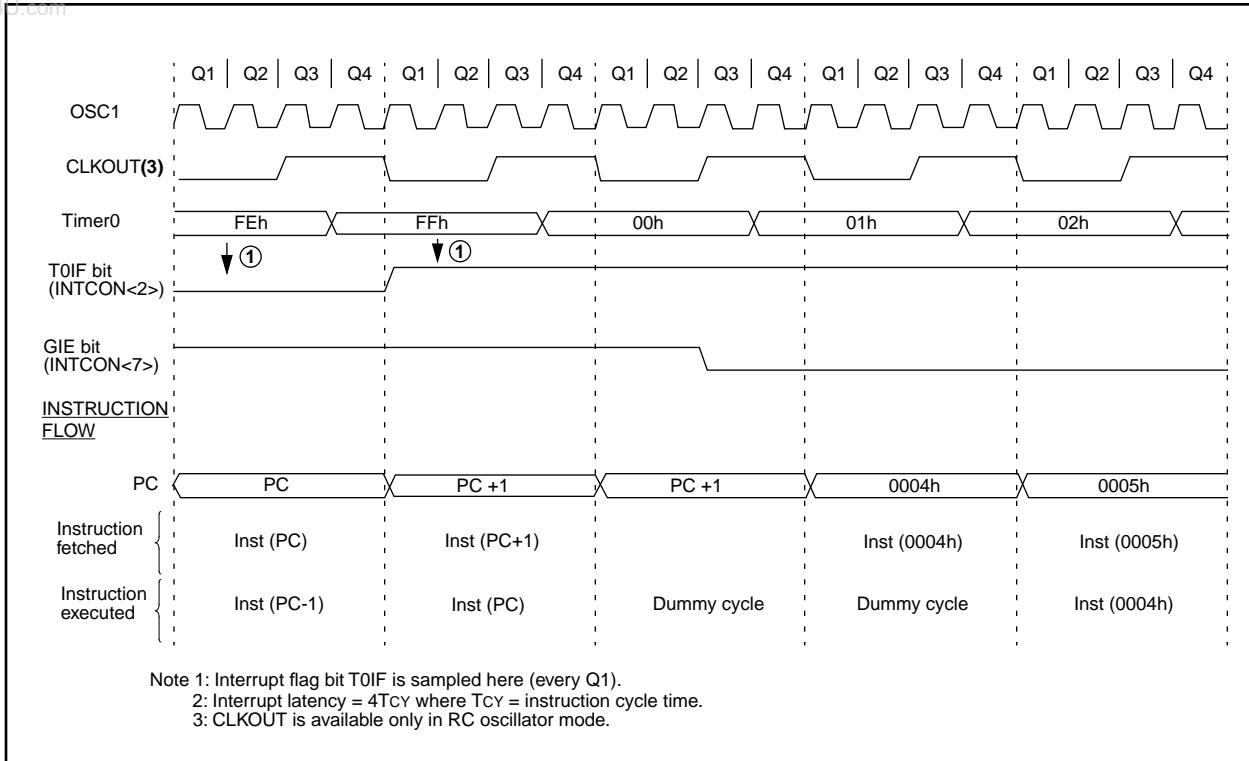 4U.com
Q1 Q2 Q3 Q4 Q1 Q2 Q3 Q4 Q1 Q2 Q3 Q4 Q1 Q2 Q3 Q4 Q1 Q2 Q3 Q4
OSC1
CLKOUT(3)
Timer0 FEh FFh 00h 01h 02h
① ①
T0IF bit
(INTCON<2>)
GIE bit
(INTCON<7>)
INSTRUCTION
FLOW
PC PC PC +1 PC +1 0004h 0005h
Instruction
fetched Inst (PC) Inst (PC+1) Inst (0004h) Inst (0005h)
Instruction
executed Inst (PC-1) Inst (PC) Dummy cycle Dummy cycle Inst (0004h)
Note 1: Interrupt flag bit T0IF is sampled here (every Q1).
2: Interrupt latency = 4TCY where TCY = instruction cycle time.
3: CLKOUT is available only in RC oscillator mode.